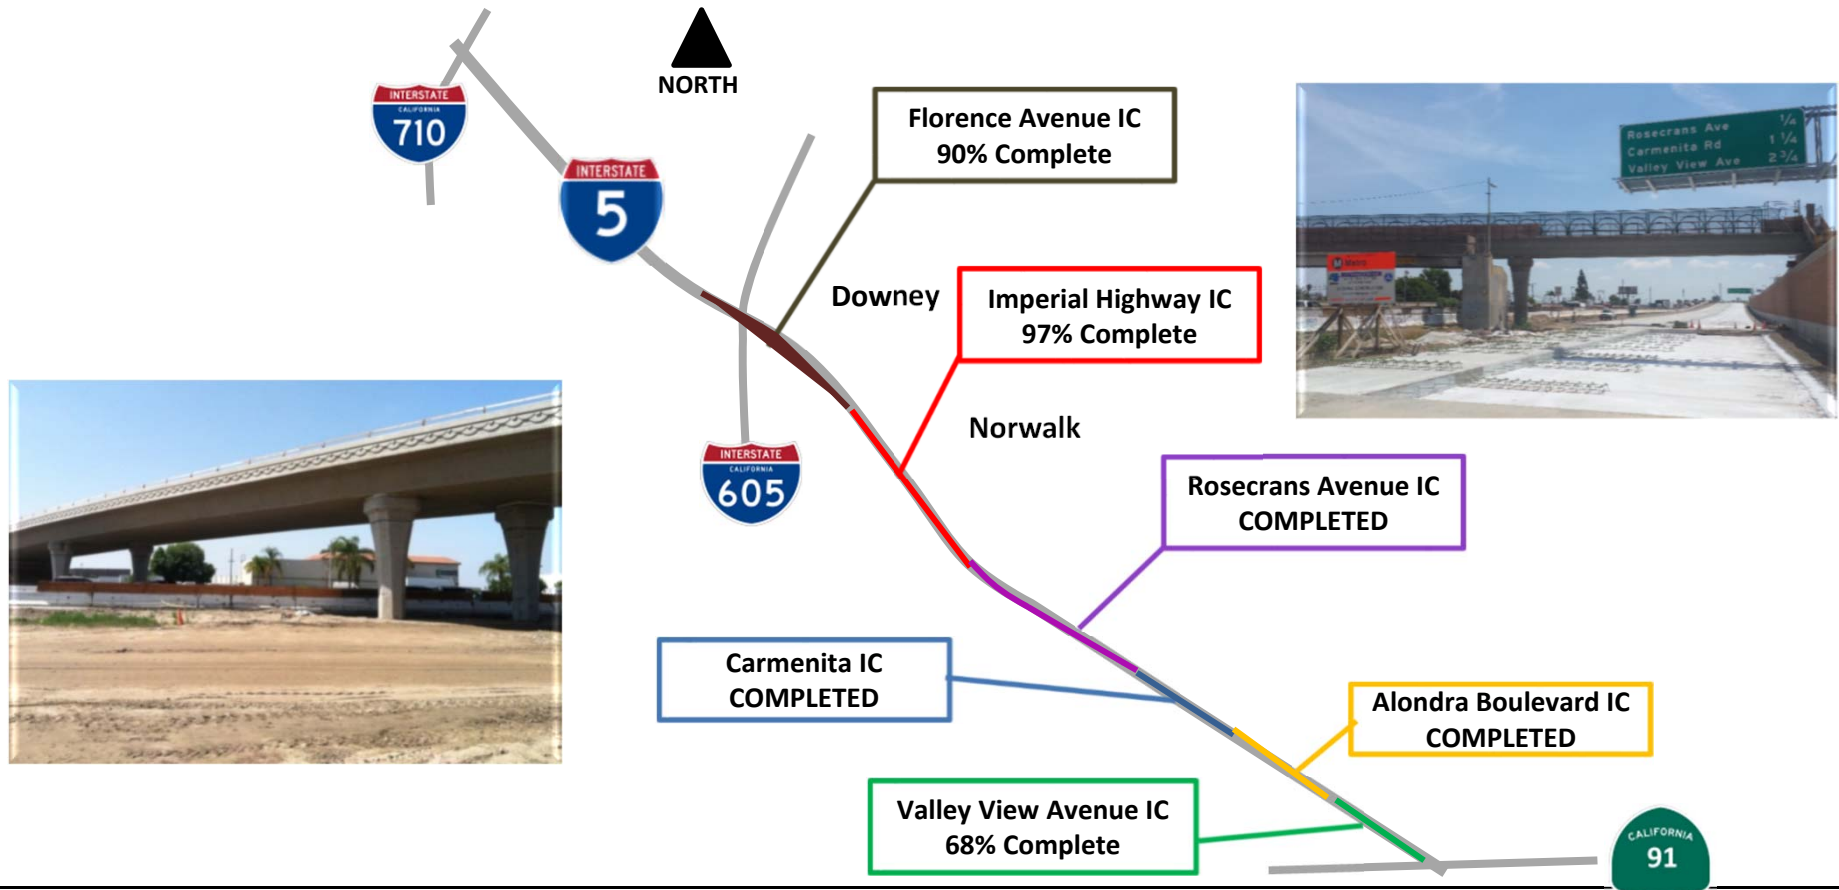 NORTH
INTERSTATE
CALIFORNIA
710
INTERSTATE
5
Florence Avenue IC
90% Complete
Rosecrans Ave 1/4
Carmenita Rd 1 1/4
Valley View Ave 2 3/4
Metro
Downey
Imperial Highway IC
97% Complete
Norwalk
INTERSTATE
CALIFORNIA
605
Rosecrans Avenue IC
COMPLETED
Carmenita IC
COMPLETED
Alondra Boulevard IC
COMPLETED
Valley View Avenue IC
68% Complete
CALIFORNIA
91